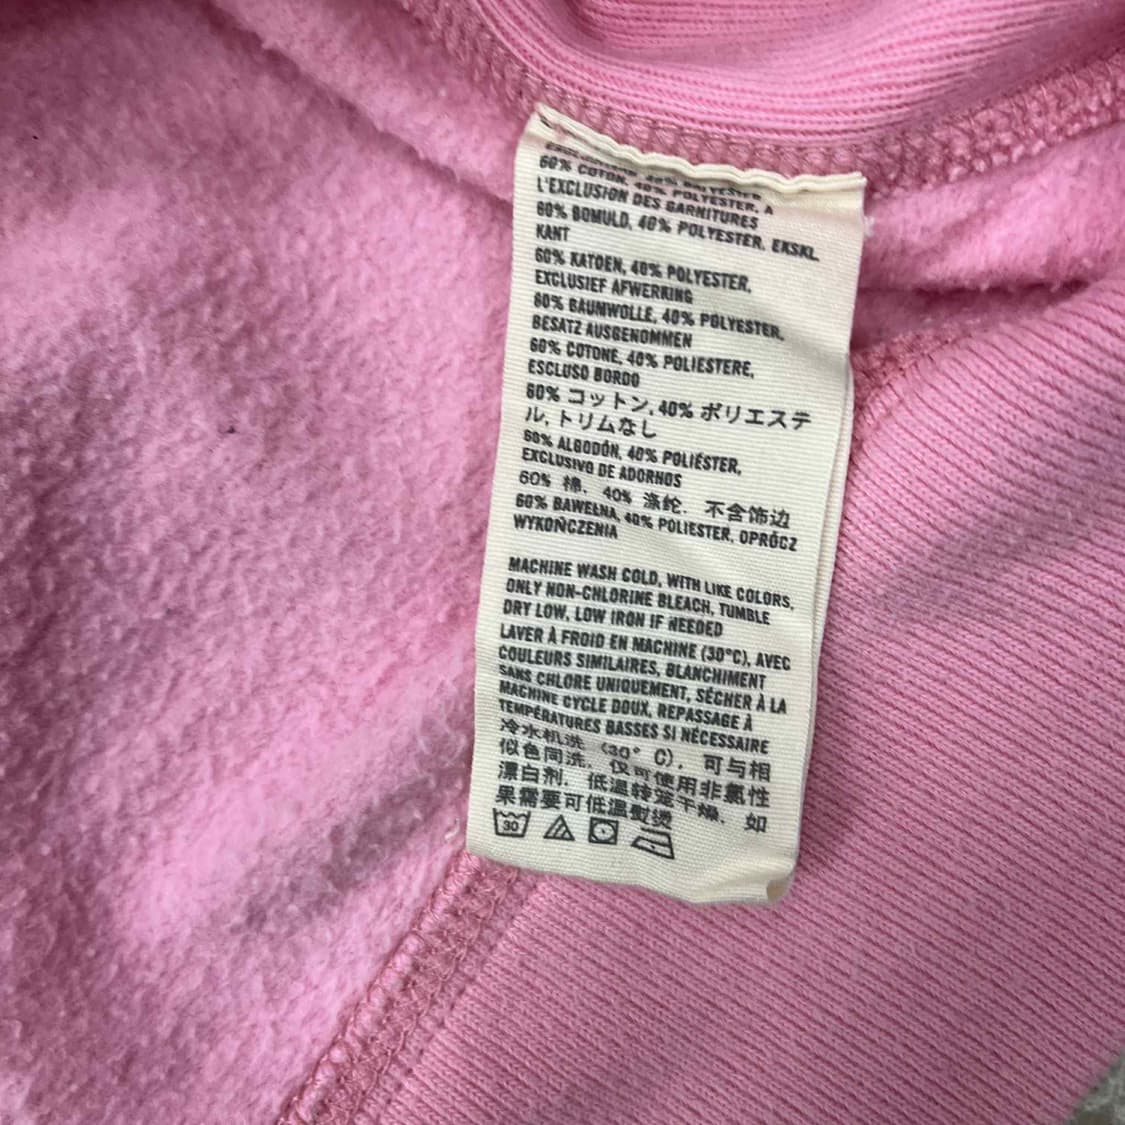 60% COTON, 40% POLYESTER, A
L'EXCLUSION DES GARNITURES
60% BOMULD, 40% POLYESTER, EKSKL.
KANT
60% KATOEN, 40% POLYESTER,
EXCLUSIEF AFWERKING
60% BAUMWOLLE, 40% POLYESTER,
BESATZ AUSGENOMMEN
60% COTONE, 40% POLIESTERE,
ESCLUSO BORDO
60% コットン, 40% ポリエステ
ル, トリムなし
60% ALGODÓN, 40% POLIÉSTER,
EXCLUSIVO DE ADORNOS
60% 棉, 40% 涤纶, 不含饰边
60% BAWEŁNA, 40% POLIESTER, OPRÓCZ
WYKOŃCZENIA
MACHINE WASH COLD, WITH LIKE COLORS,
ONLY NON-CHLORINE BLEACH, TUMBLE
DRY LOW, LOW IRON IF NEEDED
LAVER À FROID EN MACHINE (30°C), AVEC
COULEURS SIMILAIRES, BLANCHIMENT
SANS CHLORE UNIQUEMENT, SÉCHER À LA
MACHINE CYCLE DOUX, REPASSAGE À
TEMPÉRATURES BASSES SI NÉCESSAIRE
冷水机洗 (30° C), 可与相
似色同洗, 仅可使用非氯性
漂白剂, 低温转笼干燥, 如
果需要可低温熨烫
30